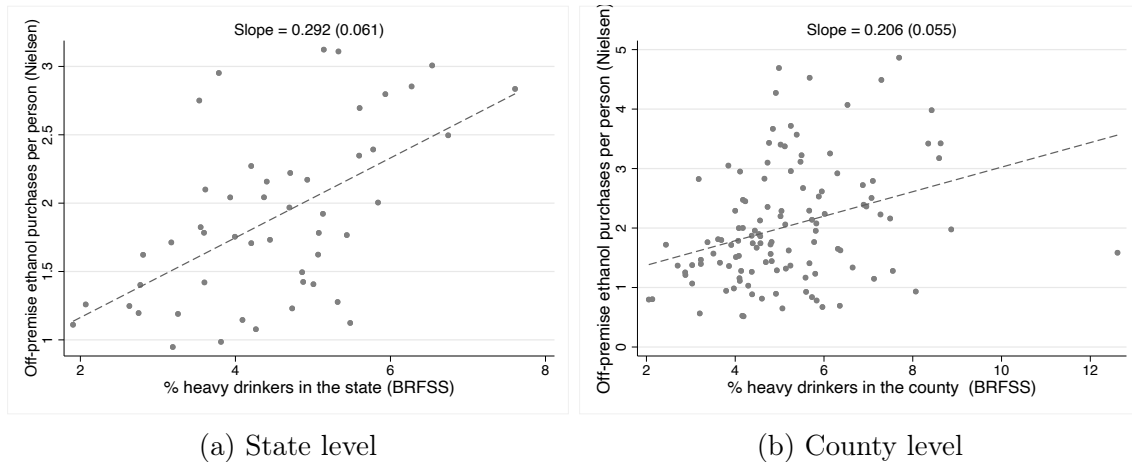 Slope = 0.292 (0.061)
Off-premise ethanol purchases per person (Nielsen)
3
2.5
2
1.5
1
2 4 6 8
% heavy drinkers in the state (BRFSS)
(a) State level
Slope = 0.206 (0.055)
Off-premise ethanol purchases per person (Nielsen)
5
4
3
2
1
0
2 4 6 8 10 12
% heavy drinkers in the county (BRFSS)
(b) County level